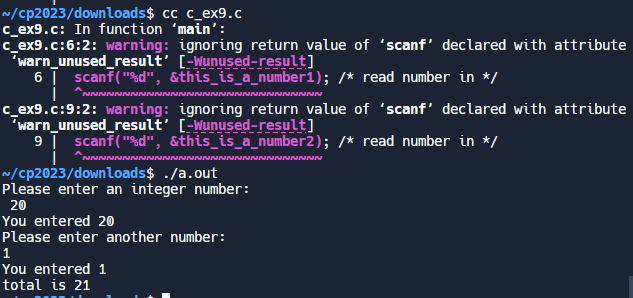 ~/cp2023/downloads$ cc c_ex9.c
c_ex9.c: In function ‘main’:
c_ex9.c:6:2: warning: ignoring return value of ‘scanf’ declared with attribute
‘warn_unused_result’ [-Wunused-result]
6 | scanf("%d", &this_is_a_number1); /* read number in */
| ^~~~~~~~~~~~~~~~~~~~~~~~~~~~~~~
c_ex9.c:9:2: warning: ignoring return value of ‘scanf’ declared with attribute
‘warn_unused_result’ [-Wunused-result]
9 | scanf("%d", &this_is_a_number2); /* read number in */
| ^~~~~~~~~~~~~~~~~~~~~~~~~~~~~~~
~/cp2023/downloads$ ./a.out
Please enter an integer number:
20
You entered 20
Please enter another number:
1
You entered 1
total is 21
~/cp2023/downloads$